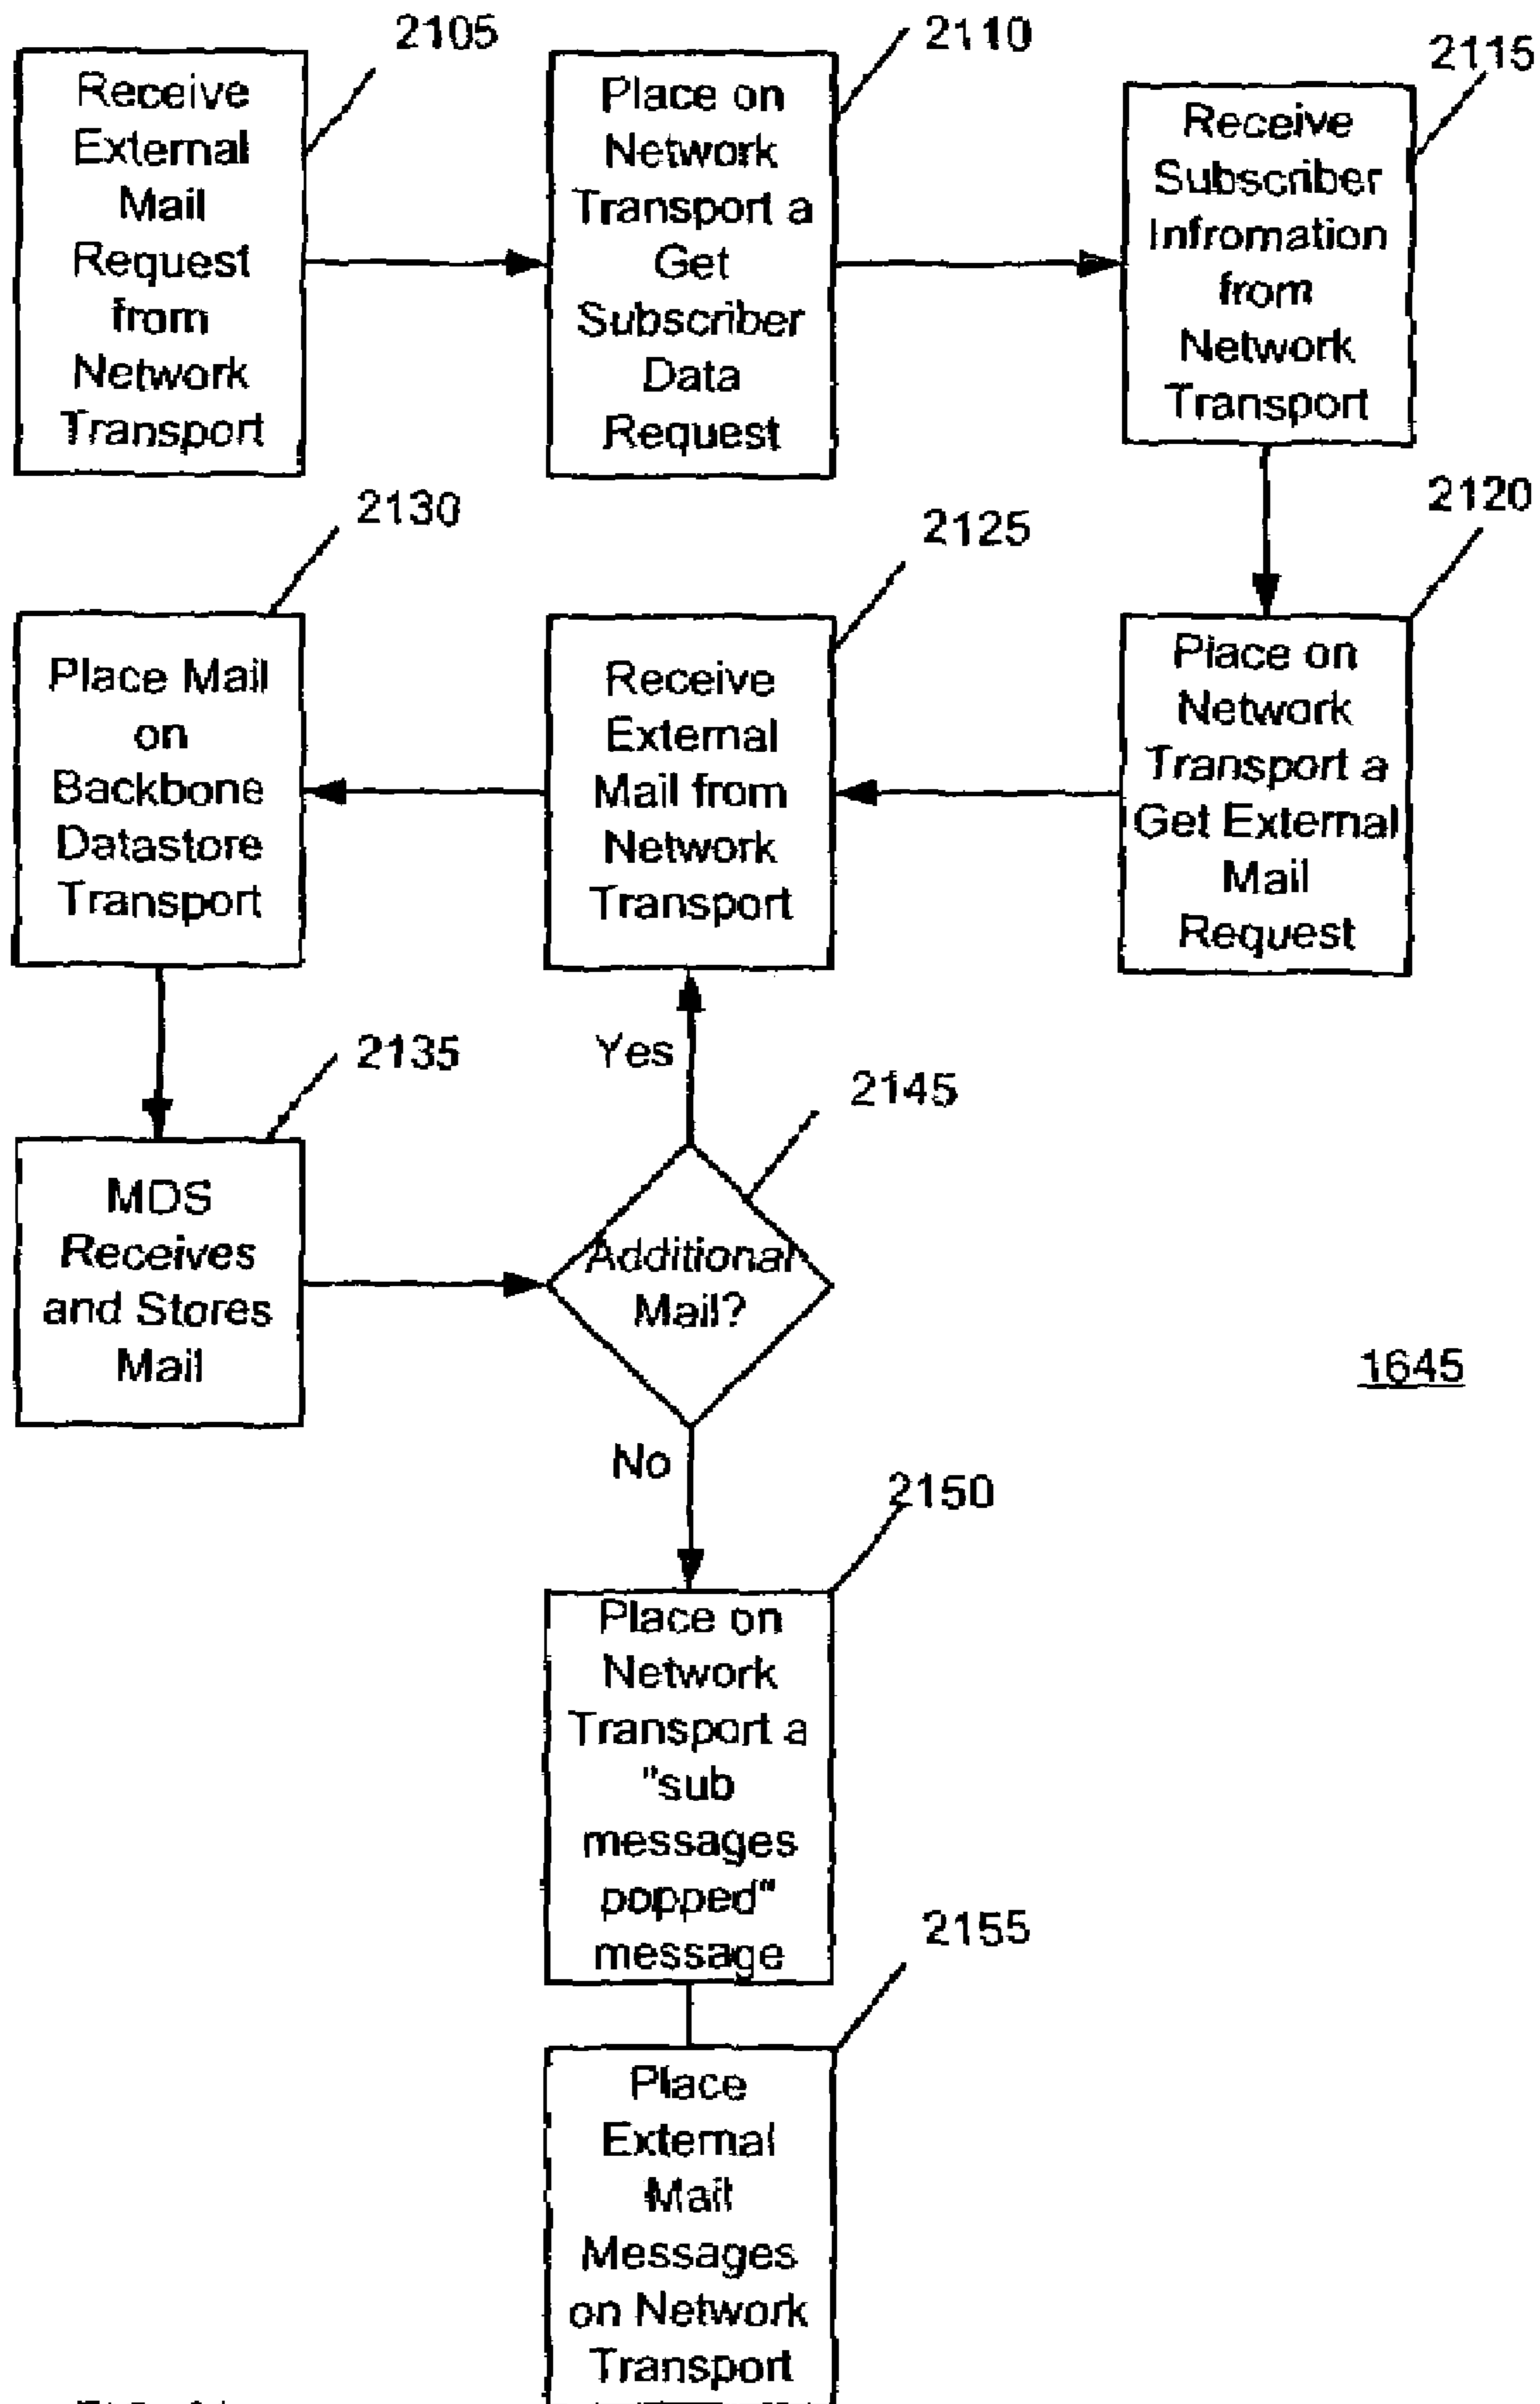 2105
Receive
External
Mail
Request
from
Network
Transport
2110
Place on
Network
Transport a
Get
Subscriber
Data
Request
2115
Receive
Subscriber
Infromation
from
Network
Transport
2120
Place on
Network
Transport a
Get External
Mail
Request
2125
Receive
External
Mail from
Network
Transport
2130
Place Mail
on
Backbone
Datastore
Transport
2135
MDS
Receives
and Stores
Mail
2145
Additional
Mail?
Yes
No
1645
2150
Place on
Network
Transport a
"sub
messages
popped"
message
2155
Place
External
Mail
Messages
on Network
Transport